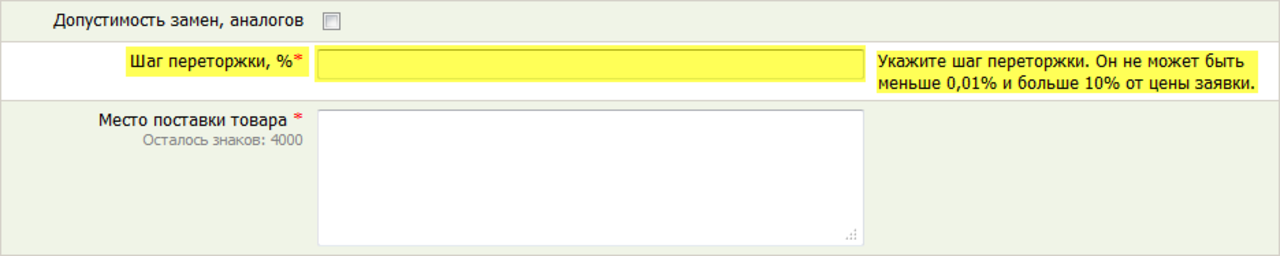 Допустимость замен, аналогов
Шаг переторжки, %*
Укажите шаг переторжки. Он не может быть
меньше 0,01% и больше 10% от цены заявки.
Место поставки товара *
Осталось знаков: 4000